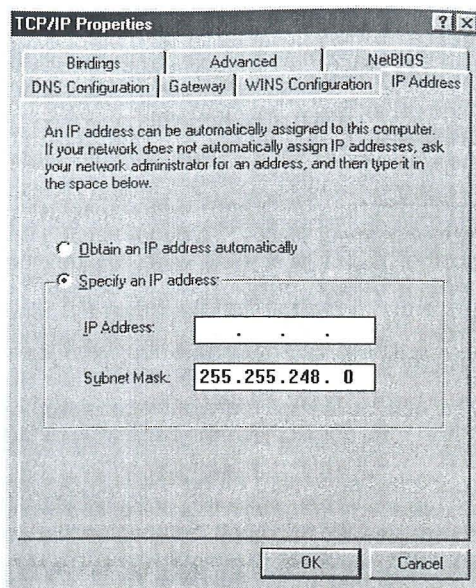 TCP/IP Properties
? ×
Bindings Advanced NetBIOS
DNS Configuration Gateway WINS Configuration IP Address
An IP address can be automatically assigned to this computer.
If your network does not automatically assign IP addresses, ask
your network administrator for an address, and then type it in
the space below.
Obtain an IP address automatically
Specify an IP address:
IP Address: . . .
Subnet Mask: 255.255.248. 0
OK Cancel